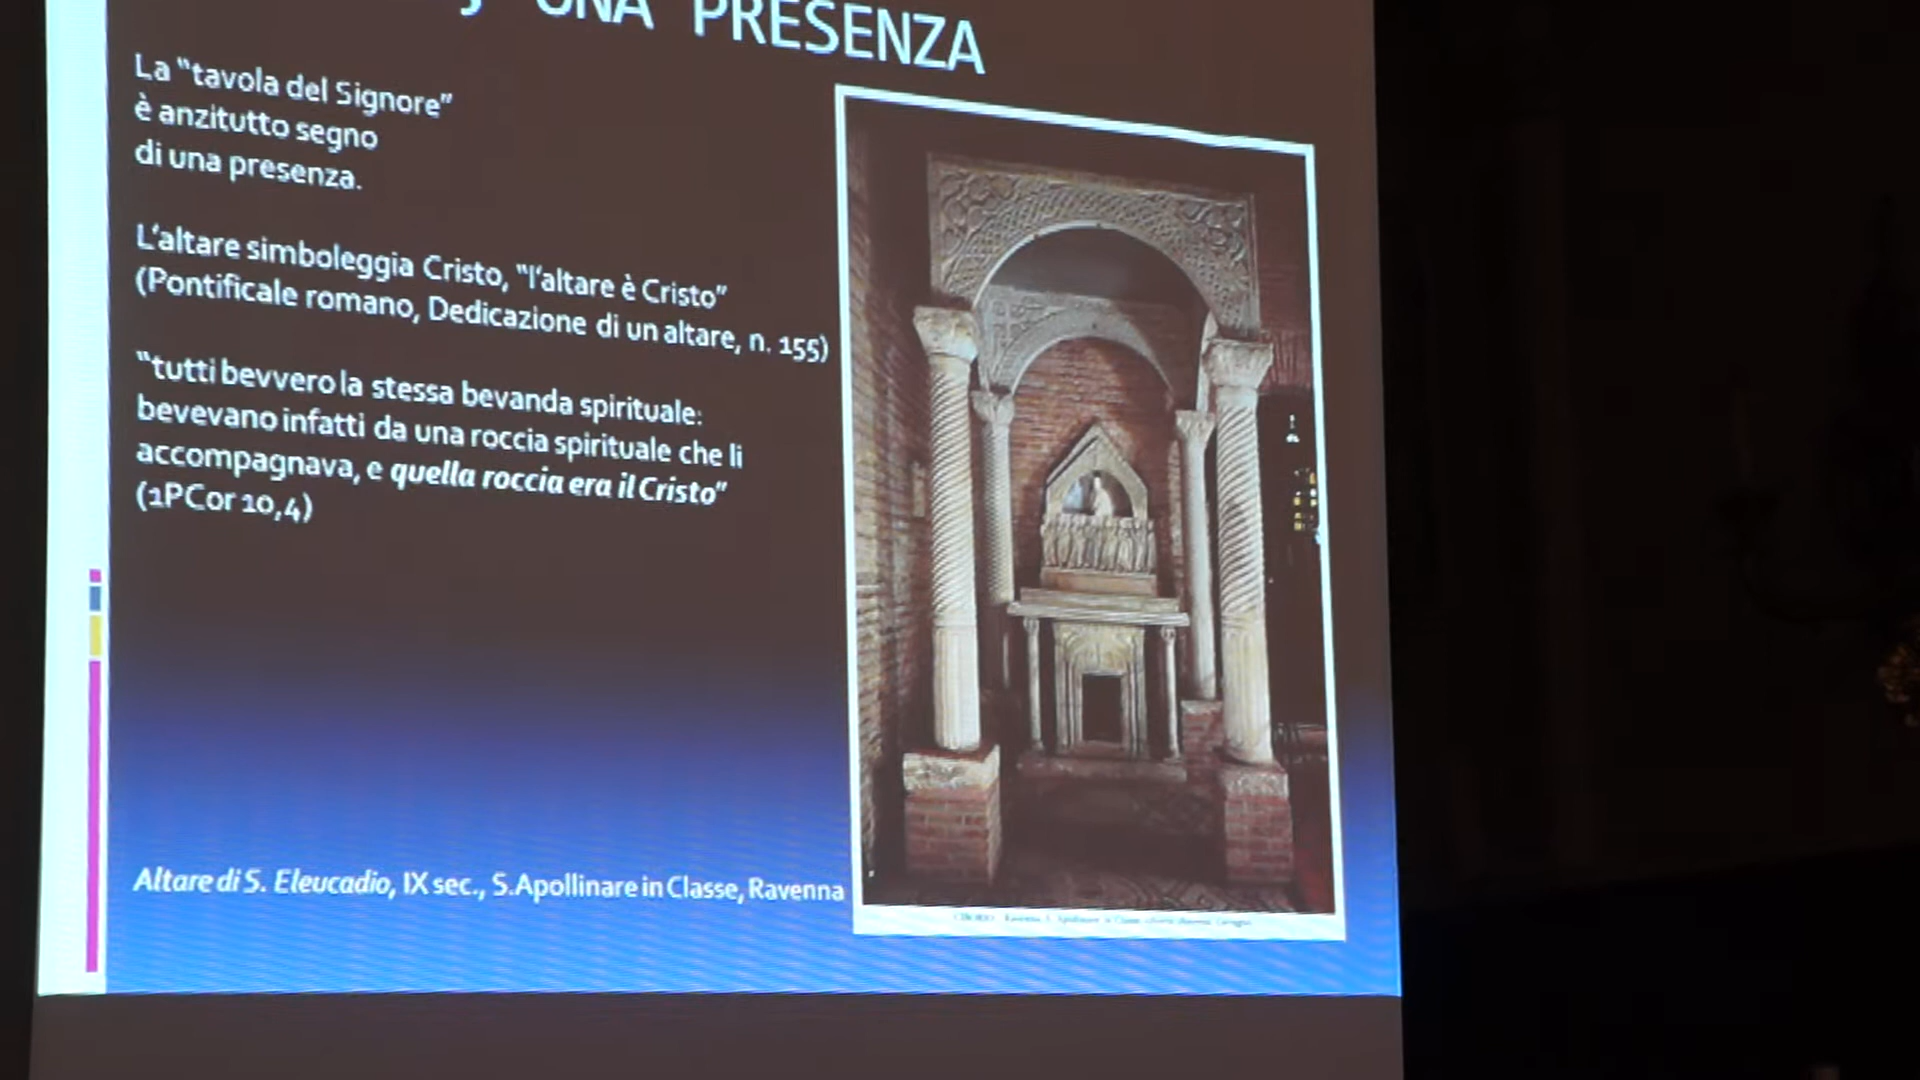 UNA PRESENZA
La “tavola del Signore”
è anzitutto segno
di una presenza.
L’altare simboleggia Cristo, “l’altare è Cristo”
(Pontificale romano, Dedicazione di un altare, n. 155)
“tutti bevvero la stessa bevanda spirituale:
bevevano infatti da una roccia spirituale che li
accompagnava, e quella roccia era il Cristo”
(1PCor 10,4)
Altare di S. Eleucadio, IX sec., S.Apollinare in Classe, Ravenna